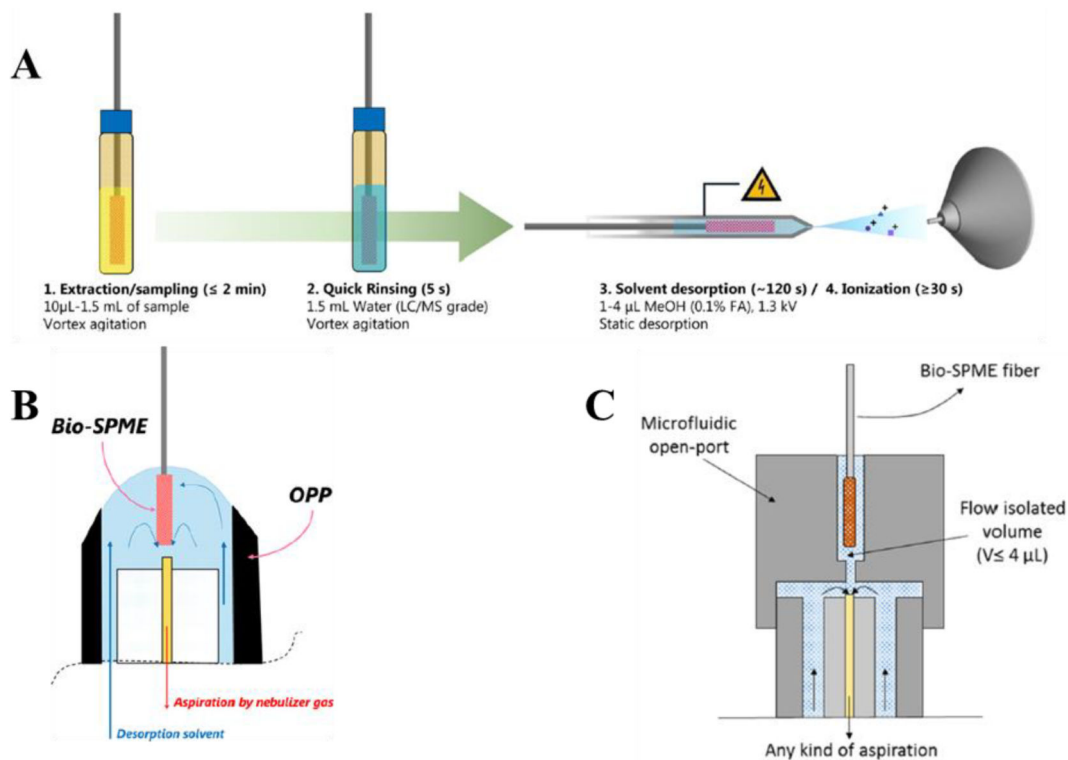 A
1. Extraction/sampling (≤ 2 min)
10µL-1.5 mL of sample
Vortex agitation
2. Quick Rinsing (5 s)
1.5 mL Water (LC/MS grade)
Vortex agitation
3. Solvent desorption (~120 s) / 4. Ionization (≥30 s)
1-4 µL MeOH (0.1% FA), 1.3 kV
Static desorption
+
+
+
B
Bio-SPME
OPP
Aspiration by nebulizer gas
Desorption solvent
C
Bio-SPME fiber
Microfluidic
open-port
Flow isolated
volume
(V≤ 4 µL)
Any kind of aspiration